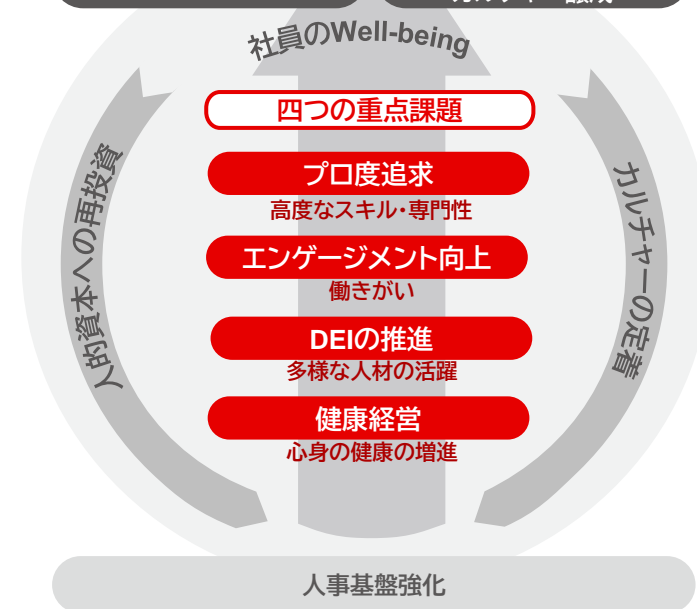 社員のWell-being
四つの重点課題
プロ度追求
高度なスキル・専門性
エンゲージメント向上
働きがい
DEIの推進
多様な人材の活躍
健康経営
心身の健康の増進
人的資本への再投資
カルチャーの定着
人事基盤強化